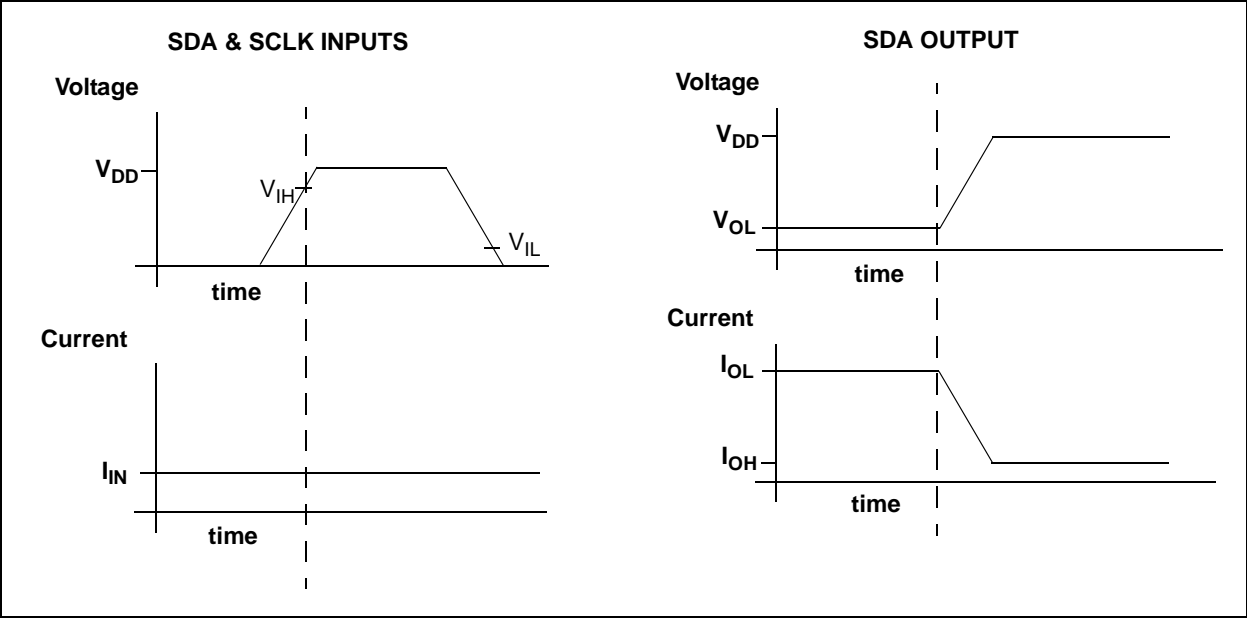 SDA & SCLK INPUTS
Voltage
VDD
VIH
VIL
time
Current
IIN
time
SDA OUTPUT
Voltage
VDD
VOL
time
Current
IOL
IOH
time